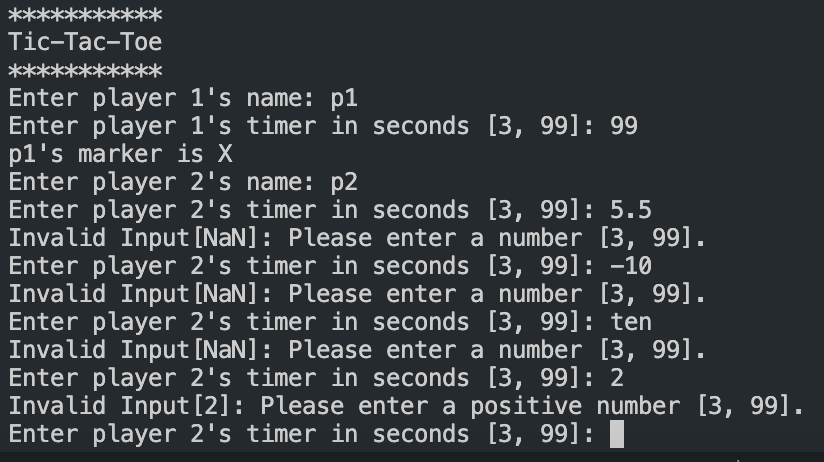 ***********
Tic-Tac-Toe
***********
Enter player 1's name: p1
Enter player 1's timer in seconds [3, 99]: 99
p1's marker is X
Enter player 2's name: p2
Enter player 2's timer in seconds [3, 99]: 5.5
Invalid Input[NaN]: Please enter a number [3, 99].
Enter player 2's timer in seconds [3, 99]: -10
Invalid Input[NaN]: Please enter a number [3, 99].
Enter player 2's timer in seconds [3, 99]: ten
Invalid Input[NaN]: Please enter a number [3, 99].
Enter player 2's timer in seconds [3, 99]: 2
Invalid Input[2]: Please enter a positive number [3, 99].
Enter player 2's timer in seconds [3, 99]: